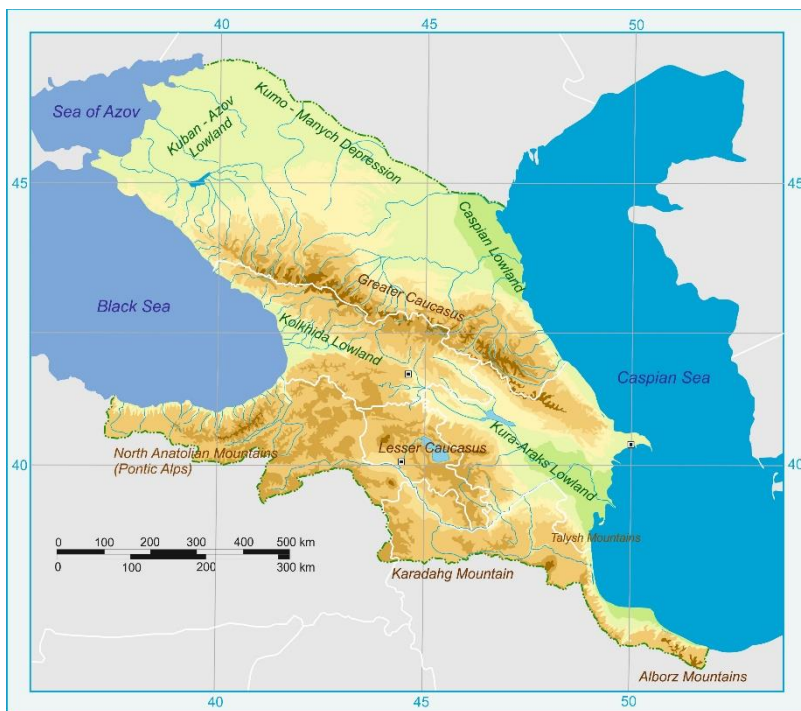 40
45
50
Sea of Azov
Kuban - Azov
Lowland
Kumo - Manych Depression
45
45
Caspian Lowland
Black Sea
Greater Caucasus
Kolkhida Lowland
Caspian Sea
North Anatolian Mountains
(Pontic Alps)
Lesser Caucasus
Kura-Araks Lowland
40
40
Talysh Mountains
0 100 200 300 400 500 km
0 100 200 300 km
Karadahg Mountain
Alborz Mountains
40
45
50